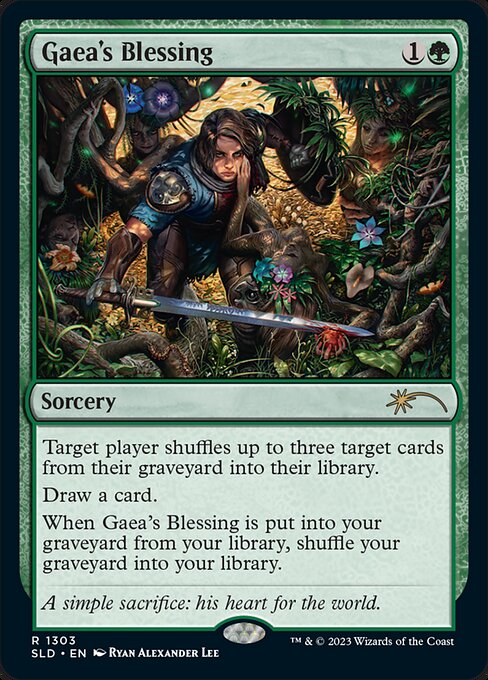 Gaea's Blessing 1
Sorcery
Target player shuffles up to three target cards
from their graveyard into their library.
Draw a card.
When Gaea's Blessing is put into your
graveyard from your library, shuffle your
graveyard into your library.
A simple sacrifice: his heart for the world.
R 1303
SLD • EN Ryan Alexander Lee
™ & © 2023 Wizards of the Coast